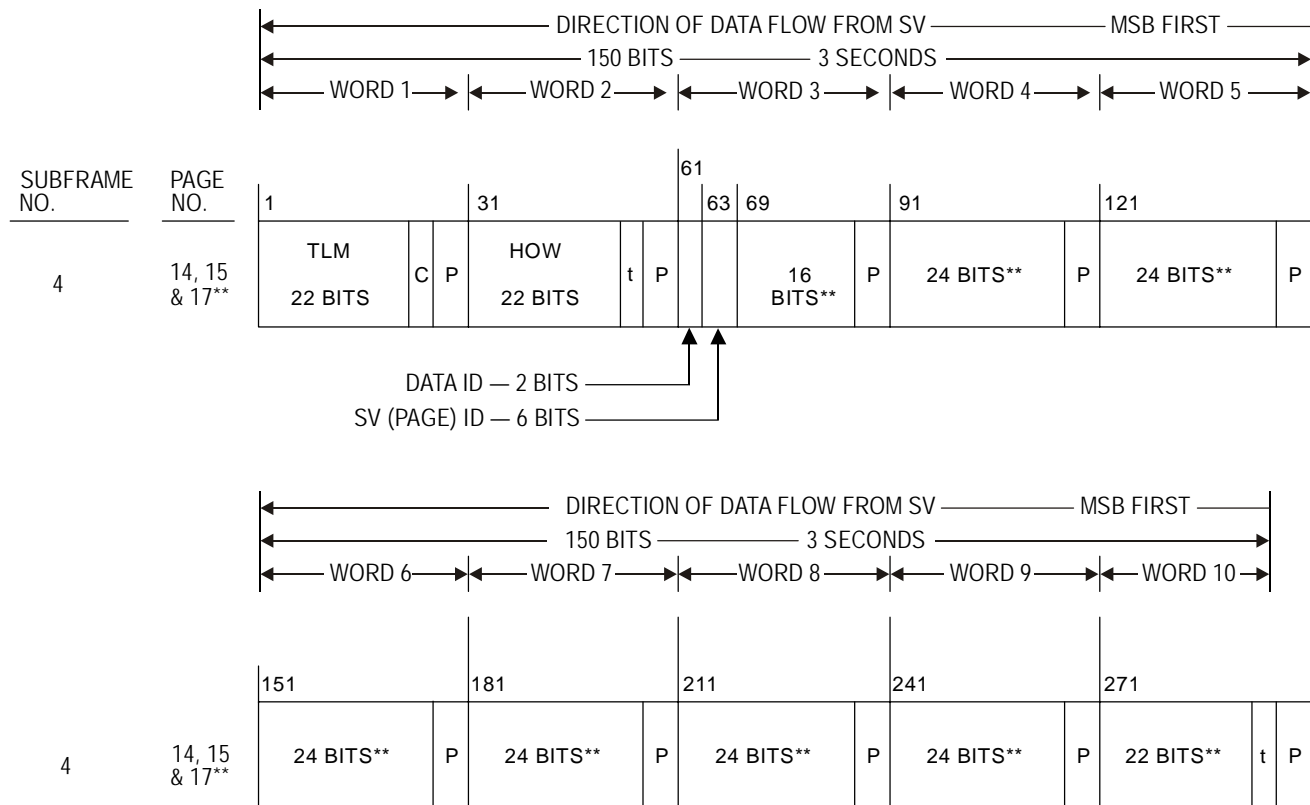 DIRECTION OF DATA FLOW FROM SV MSB FIRST
150 BITS 3 SECONDS
WORD 1 WORD 2 WORD 3 WORD 4 WORD 5
SUBFRAME NO.
PAGE NO.
1 31 61 63 69 91 121
4
14, 15 & 17**
TLM 22 BITS
C
P
HOW 22 BITS
t
P
16 BITS**
P
24 BITS**
P
24 BITS**
P
DATA ID — 2 BITS
SV (PAGE) ID — 6 BITS
DIRECTION OF DATA FLOW FROM SV MSB FIRST
150 BITS 3 SECONDS
WORD 6 WORD 7 WORD 8 WORD 9 WORD 10
151 181 211 241 271
4
14, 15 & 17**
24 BITS**
P
24 BITS**
P
24 BITS**
P
24 BITS**
P
22 BITS**
t
P